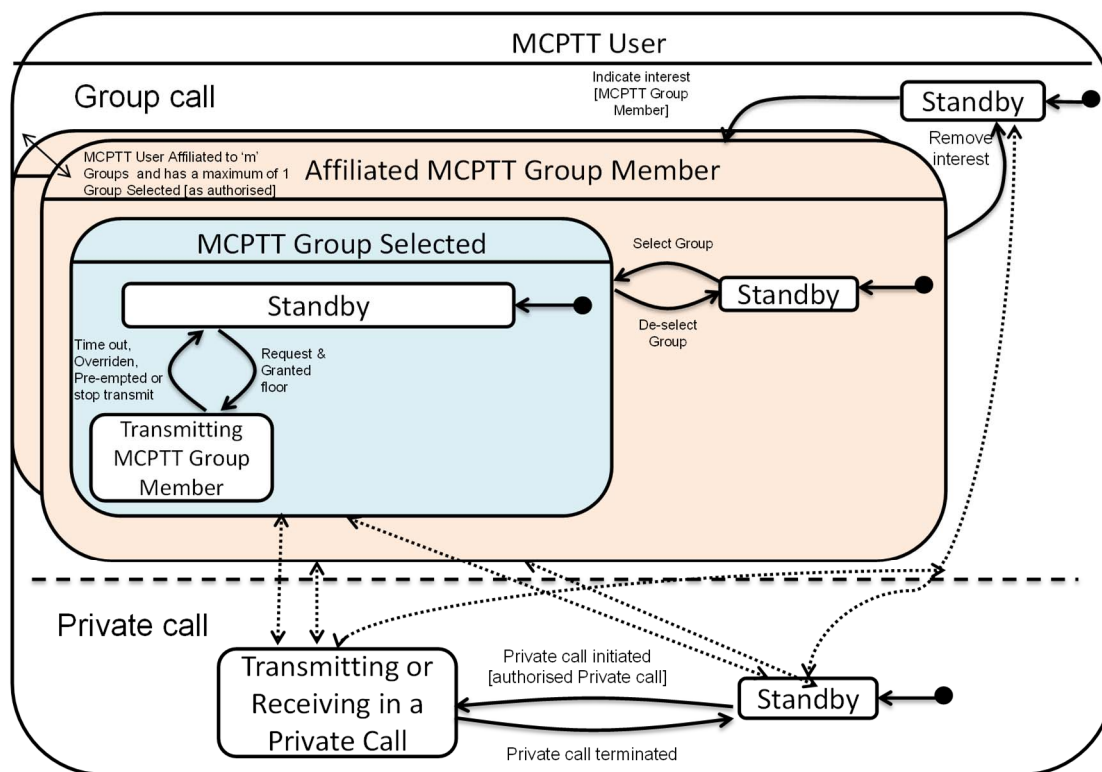 MCPTT User
Group call
Indicate interest
[MCPTT Group
Member]
Standby
Remove
interest
MCPTT User Affiliated to ‘m’
Groups and has a maximum of 1
Group Selected [as authorised]
Affiliated MCPTT Group Member
MCPTT Group Selected
Select Group
Standby
De-select
Group
Standby
Time out,
Overriden,
Pre-empted or
stop transmit
Request &
Granted
floor
Transmitting
MCPTT Group
Member
Private call
Transmitting or
Receiving in a
Private Call
Private call initiated
[authorised Private call]
Standby
Private call terminated